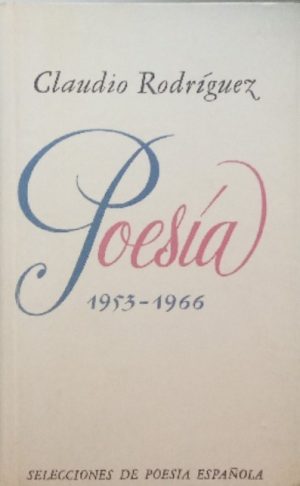 Claudio Rodríguez
Poesía
1953-1966
SELECCIONES DE POESIA ESPAÑOLA